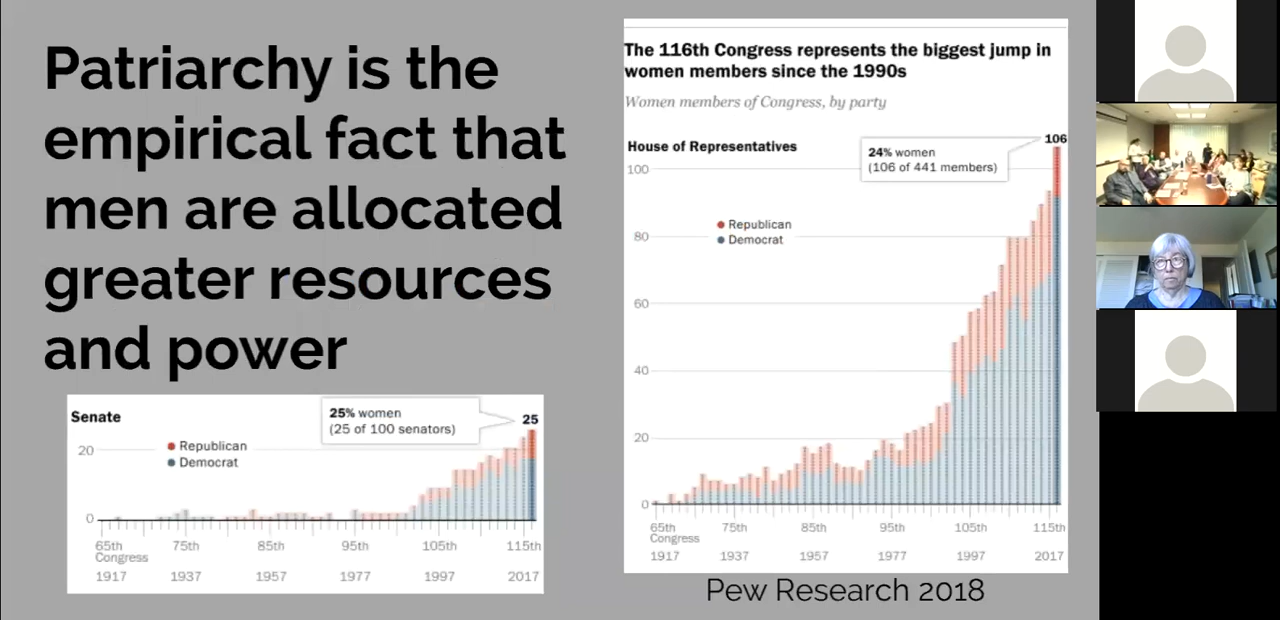 Patriarchy is the
empirical fact that
men are allocated
greater resources
and power
Senate
25% women
(25 of 100 senators)
25
Republican
Democrat
20
0
65th 75th 85th 95th 105th 115th
Congress
1917 1937 1957 1977 1997 2017
The 116th Congress represents the biggest jump in
women members since the 1990s
Women members of Congress, by party
House of Representatives
24% women
(106 of 441 members)
106
100
Republican
Democrat
80
60
40
20
0
65th 75th 85th 95th 105th 115th
Congress
1917 1937 1957 1977 1997 2017
Pew Research 2018